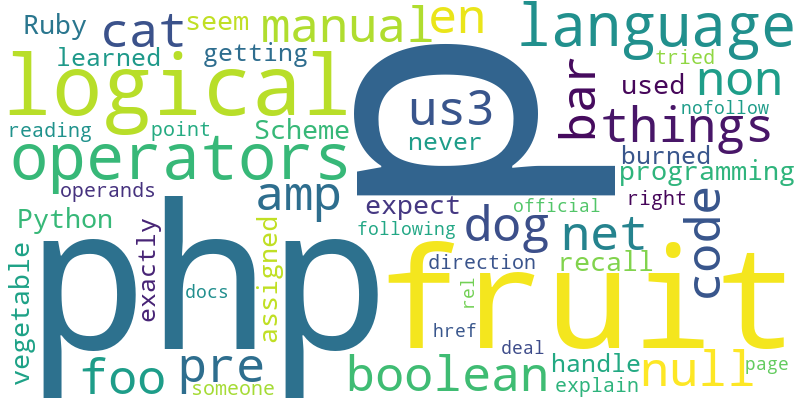 Ruby
cat
seem
manual
en
language
learned
getting
tried
logical
p
us3
bar
used
non
nofollow
reading
point
Scheme
never
things
operators
burned
programming
operands
amp
expect
official
right
code
Python
assigned
exactly
following
dog
net
vegetable
php
docs
direction
recall
fruit
rel
href
foo
pre
someone
deal
boolean
handle
explain
null
page